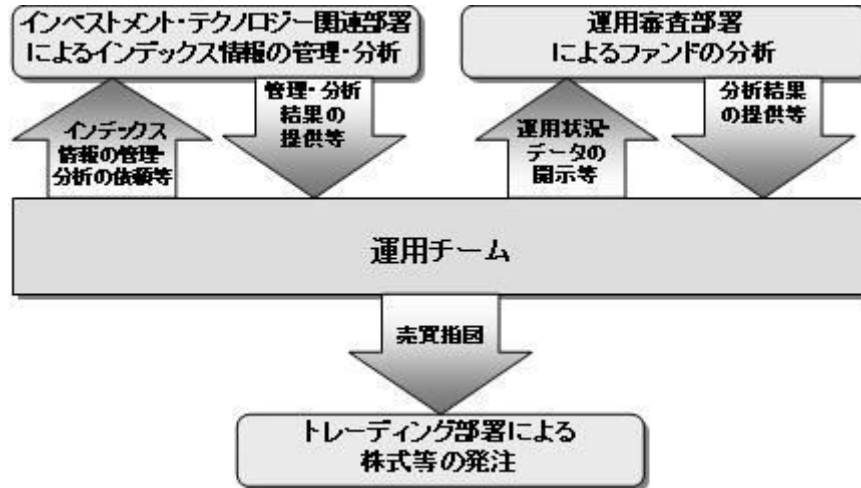 インベストメント・テクノロジー関連部署
によるインデックス情報の管理・分析
運用審査部署
によるファンドの分析
インデックス
情報の管理・
分析の依頼等
管理・分析
結果の
提供等
運用状況・
データの
開示等
分析結果
の提供等
運用チーム
売買指図
トレーディング部署による
株式等の発注